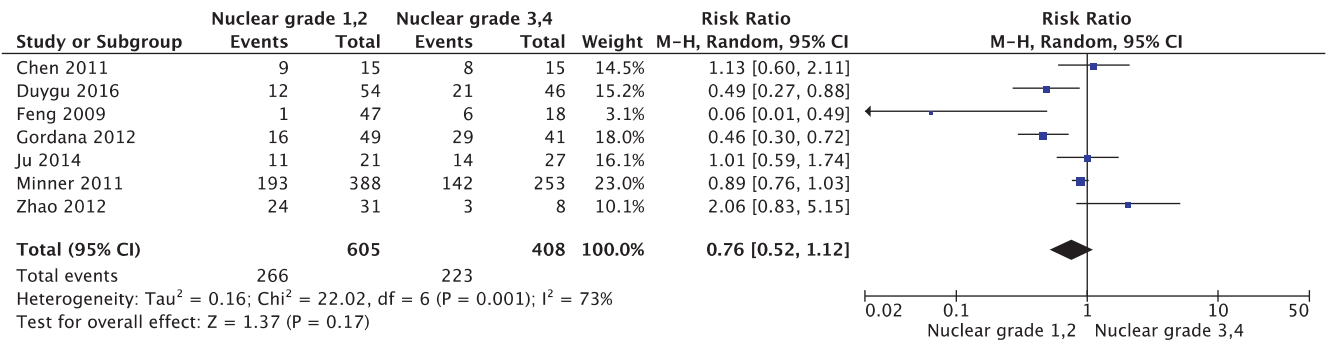 Nuclear grade 1,2 Nuclear grade 3,4 Risk Ratio Risk Ratio
Study or Subgroup Events Total Events Total Weight M-H, Random, 95% CI M-H, Random, 95% CI
Chen 2011 9 15 8 15 14.5% 1.13 [0.60, 2.11]
Duygu 2016 12 54 21 46 15.2% 0.49 [0.27, 0.88]
Feng 2009 1 47 6 18 3.1% 0.06 [0.01, 0.49]
Gordana 2012 16 49 29 41 18.0% 0.46 [0.30, 0.72]
Ju 2014 11 21 14 27 16.1% 1.01 [0.59, 1.74]
Minner 2011 193 388 142 253 23.0% 0.89 [0.76, 1.03]
Zhao 2012 24 31 3 8 10.1% 2.06 [0.83, 5.15]
Total (95% CI) 605 408 100.0% 0.76 [0.52, 1.12]
Total events 266 223
Heterogeneity: Tau² = 0.16; Chi² = 22.02, df = 6 (P = 0.001); I² = 73%
Test for overall effect: Z = 1.37 (P = 0.17)
0.02 0.1 1 10 50
Nuclear grade 1,2 Nuclear grade 3,4